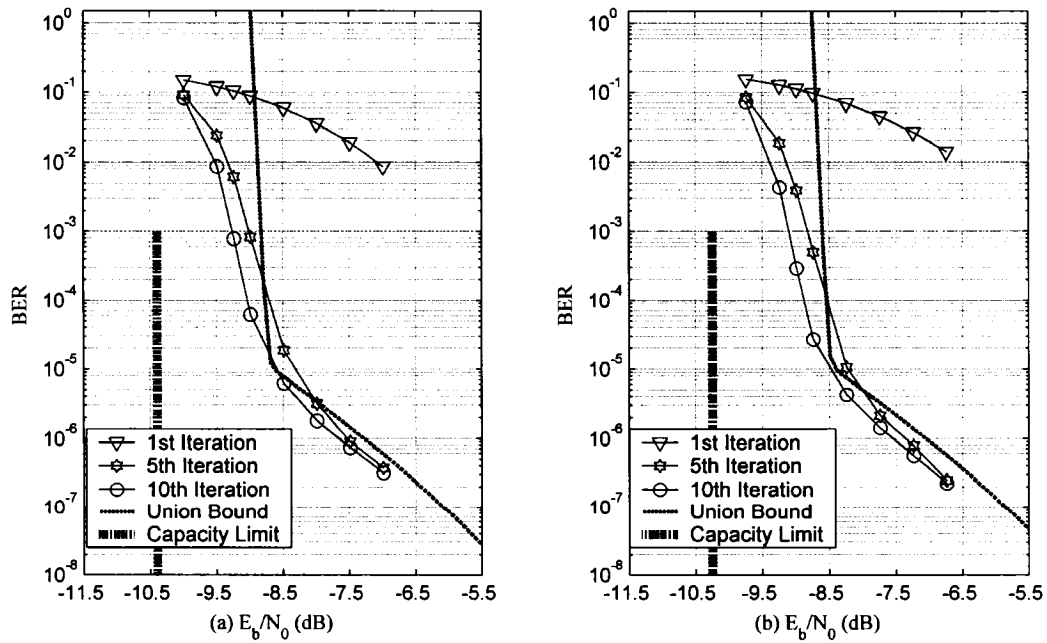 10^0
10^-1
10^-2
10^-3
10^-4
10^-5
10^-6
10^-7
10^-8
BER
1st Iteration
5th Iteration
10th Iteration
Union Bound
Capacity Limit
-11.5 -10.5 -9.5 -8.5 -7.5 -6.5 -5.5
(a) E_b/N_0 (dB)
10^0
10^-1
10^-2
10^-3
10^-4
10^-5
10^-6
10^-7
10^-8
BER
1st Iteration
5th Iteration
10th Iteration
Union Bound
Capacity Limit
-11.5 -10.5 -9.5 -8.5 -7.5 -6.5 -5.5
(b) E_b/N_0 (dB)